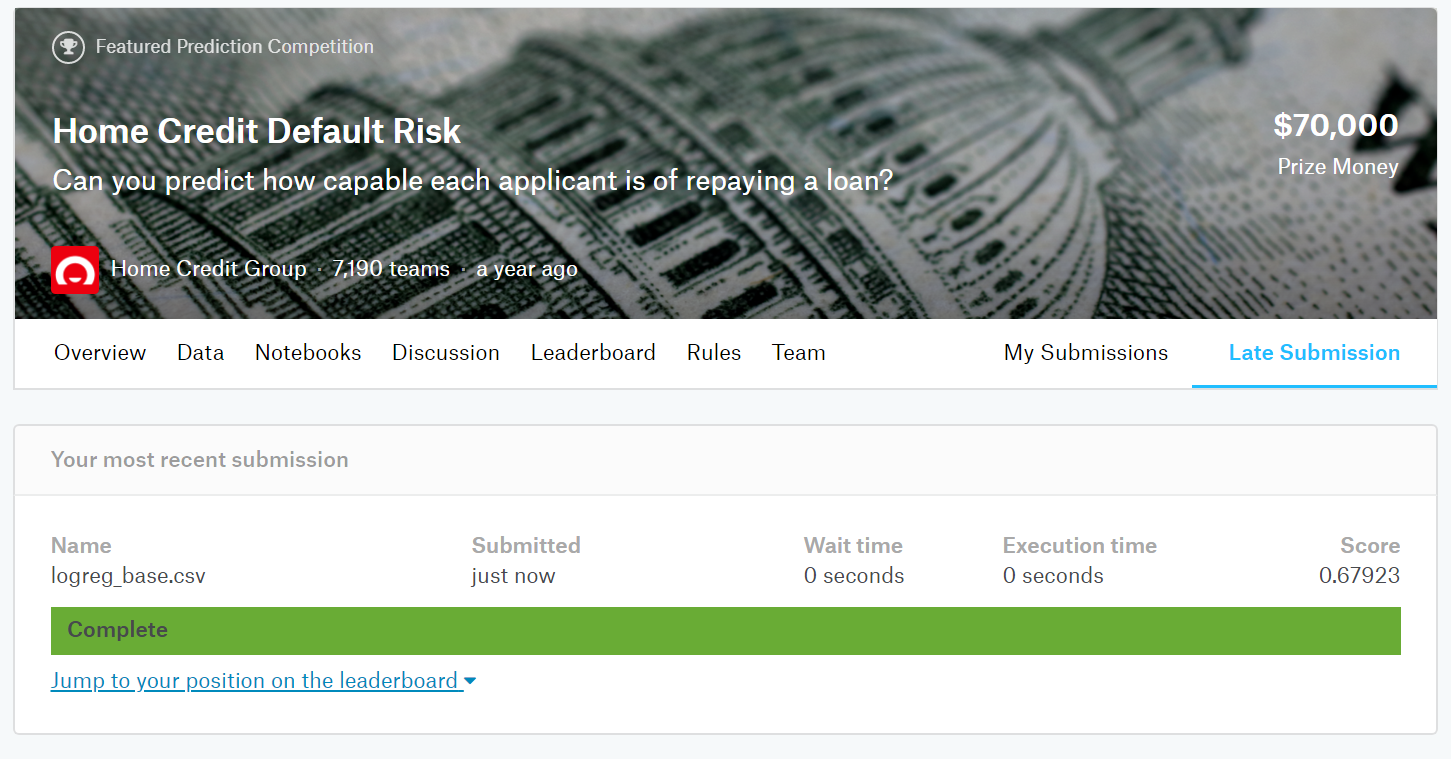 Featured Prediction Competition
Home Credit Default Risk
Can you predict how capable each applicant is of repaying a loan?
$70,000
Prize Money
Home Credit Group · 7,190 teams · a year ago
Overview Data Notebooks Discussion Leaderboard Rules Team My Submissions Late Submission
Your most recent submission
Name Submitted Wait time Execution time Score
logreg_base.csv just now 0 seconds 0 seconds 0.67923
Complete
Jump to your position on the leaderboard